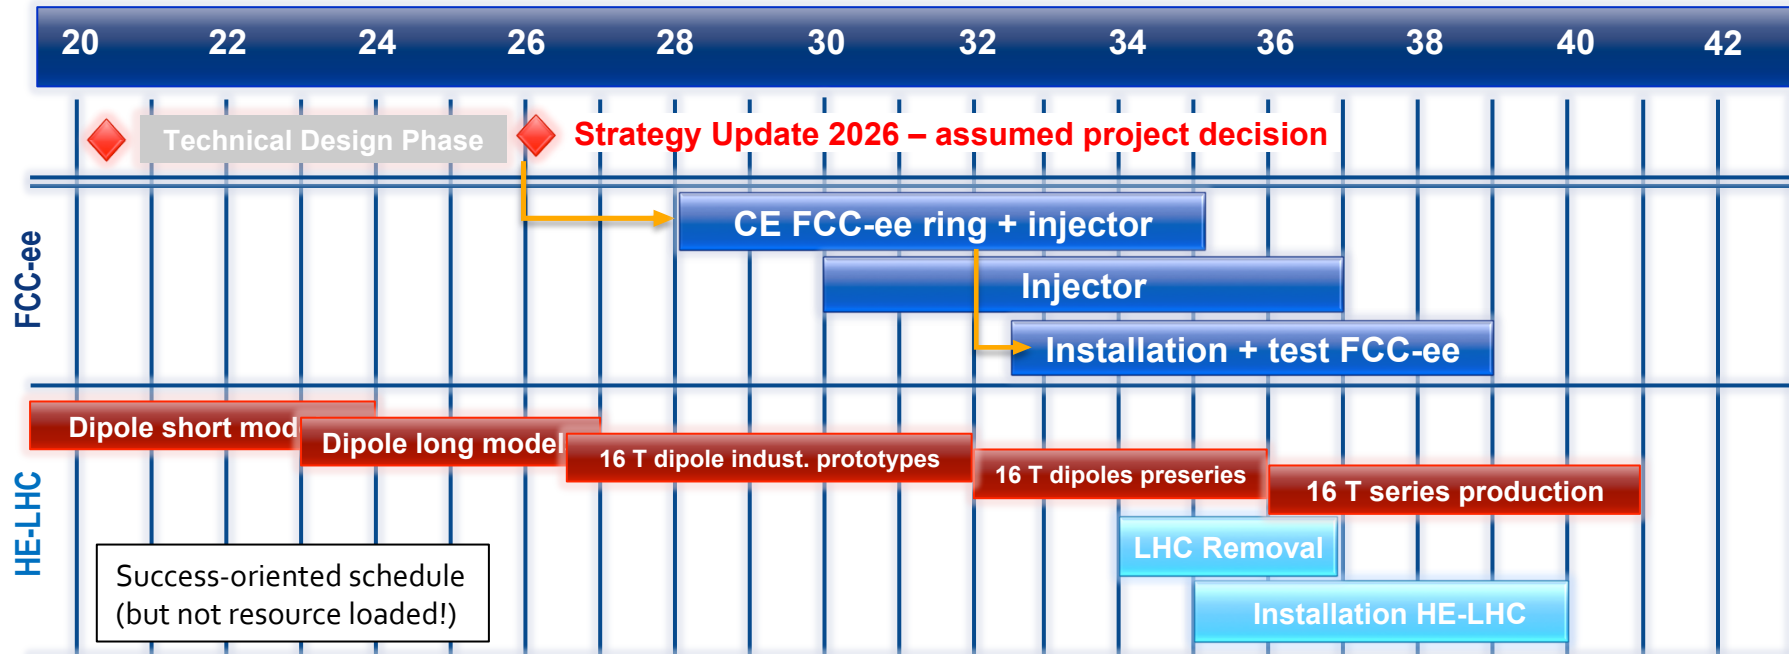 20 22 24 26 28 30 32 34 36 38 40 42
Technical Design Phase
Strategy Update 2026 – assumed project decision
FCC-ee
CE FCC-ee ring + injector
Injector
Installation + test FCC-ee
HE-LHC
Dipole short mod
Dipole long model
16 T dipole indust. prototypes
16 T dipoles preseries
16 T series production
LHC Removal
Installation HE-LHC
Success-oriented schedule
(but not resource loaded!)